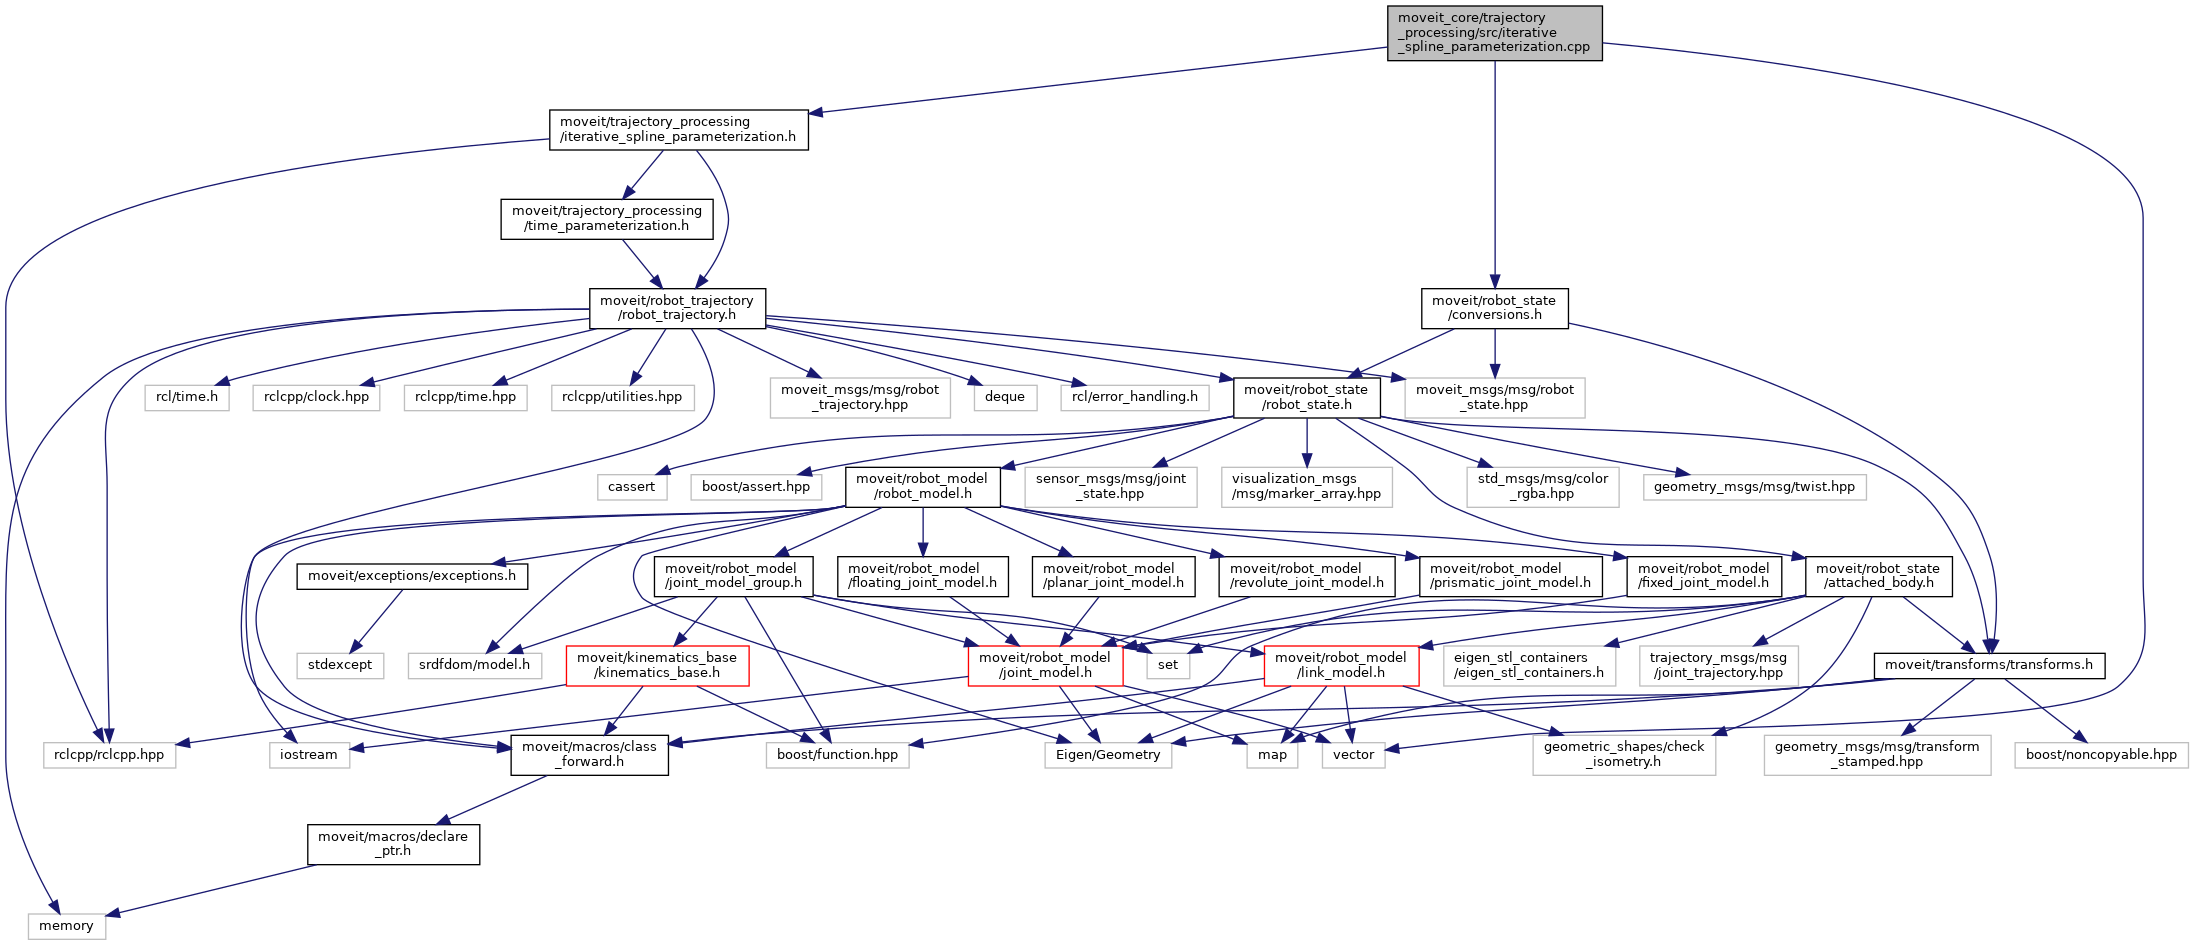 moveit_core/trajectory
_processing/src/iterative
_spline_parameterization.cpp
moveit/trajectory_processing
/iterative_spline_parameterization.h
moveit/trajectory_processing
/time_parameterization.h
moveit/robot_trajectory
/robot_trajectory.h
moveit/robot_state
/conversions.h
rcl/time.h
rclcpp/clock.hpp
rclcpp/time.hpp
rclcpp/utilities.hpp
moveit_msgs/msg/robot
_trajectory.hpp
deque
rcl/error_handling.h
moveit/robot_state
/robot_state.h
moveit_msgs/msg/robot
_state.hpp
cassert
boost/assert.hpp
moveit/robot_model
/robot_model.h
sensor_msgs/msg/joint
_state.hpp
visualization_msgs
/msg/marker_array.hpp
std_msgs/msg/color
_rgba.hpp
geometry_msgs/msg/twist.hpp
moveit/exceptions/exceptions.h
moveit/robot_model
/joint_model_group.h
moveit/robot_model
/floating_joint_model.h
moveit/robot_model
/planar_joint_model.h
moveit/robot_model
/revolute_joint_model.h
moveit/robot_model
/prismatic_joint_model.h
moveit/robot_model
/fixed_joint_model.h
moveit/robot_state
/attached_body.h
stdexcept
srdfdom/model.h
moveit/kinematics_base
/kinematics_base.h
moveit/robot_model
/joint_model.h
set
moveit/robot_model
/link_model.h
eigen_stl_containers
/eigen_stl_containers.h
trajectory_msgs/msg
/joint_trajectory.hpp
moveit/transforms/transforms.h
rclcpp/rclcpp.hpp
iostream
moveit/macros/class
_forward.h
boost/function.hpp
Eigen/Geometry
map
vector
geometric_shapes/check
_isometry.h
geometry_msgs/msg/transform
_stamped.hpp
boost/noncopyable.hpp
moveit/macros/declare
_ptr.h
memory